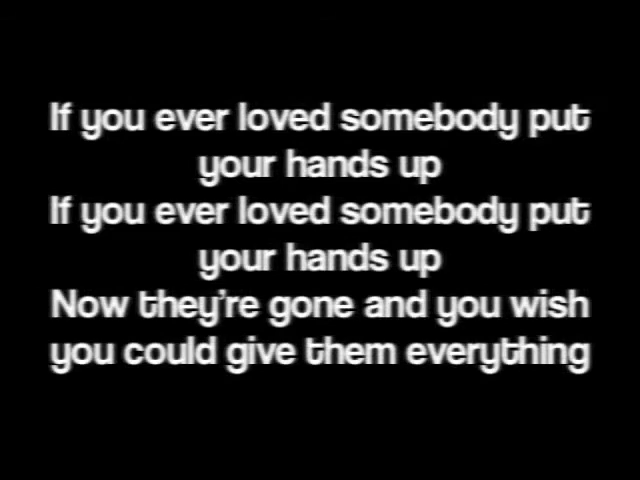 If you ever loved somebody put
your hands up
If you ever loved somebody put
your hands up
Now they're gone and you wish
you could give them everything